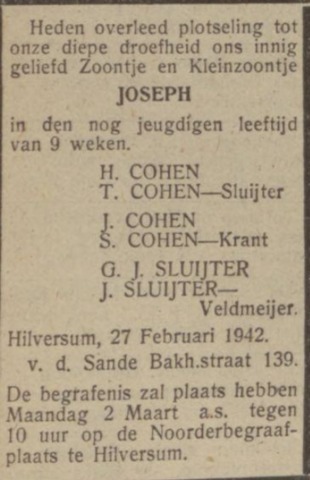 Heden overleed plotseling tot
onze diepe droefheid ons innig
geliefd Zoontje en Kleinzoontje
JOSEPH
in den nog jeugdigen leeftijd
van 9 weken.
H. COHEN
T. COHEN—Sluijter
J. COHEN
S. COHEN—Krant
G. J. SLUIJTER
J. SLUIJTER—
Veldmeijer.
Hilversum, 27 Februari 1942.
v. d. Sande Bakh.straat 139.
De begrafenis zal plaats hebben
Maandag 2 Maart a.s. tegen
10 uur op de Noorderbegraaf-
plaats te Hilversum.